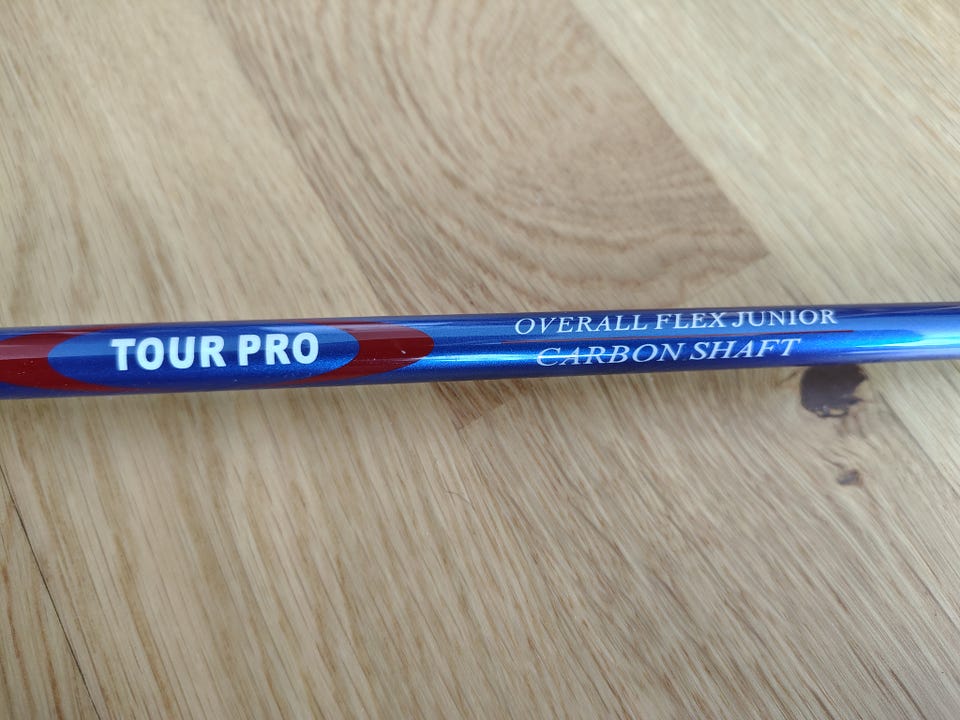 TOUR PRO
OVERALL FLEX JUNIOR
CARBON SHAFT